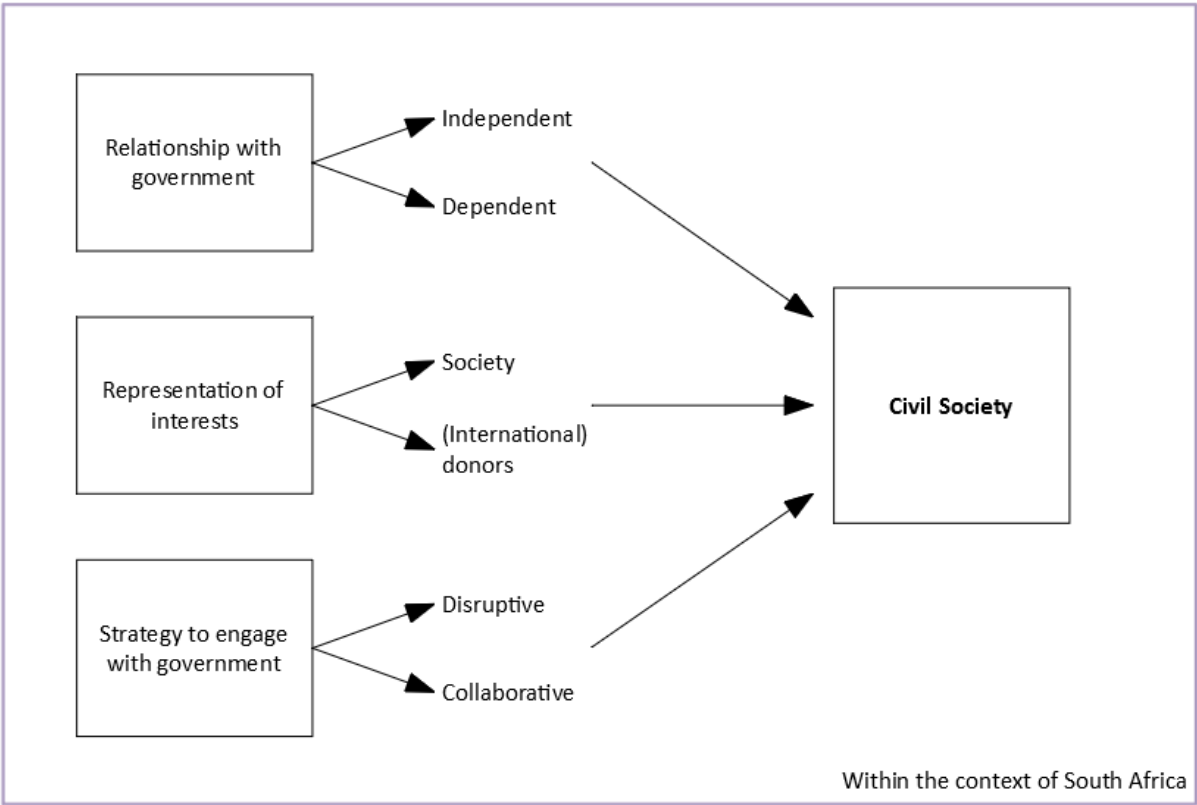 Relationship with
government
Independent
Dependent
Representation of
interests
Society
(International)
donors
Civil Society
Strategy to engage
with government
Disruptive
Collaborative
Within the context of South Africa